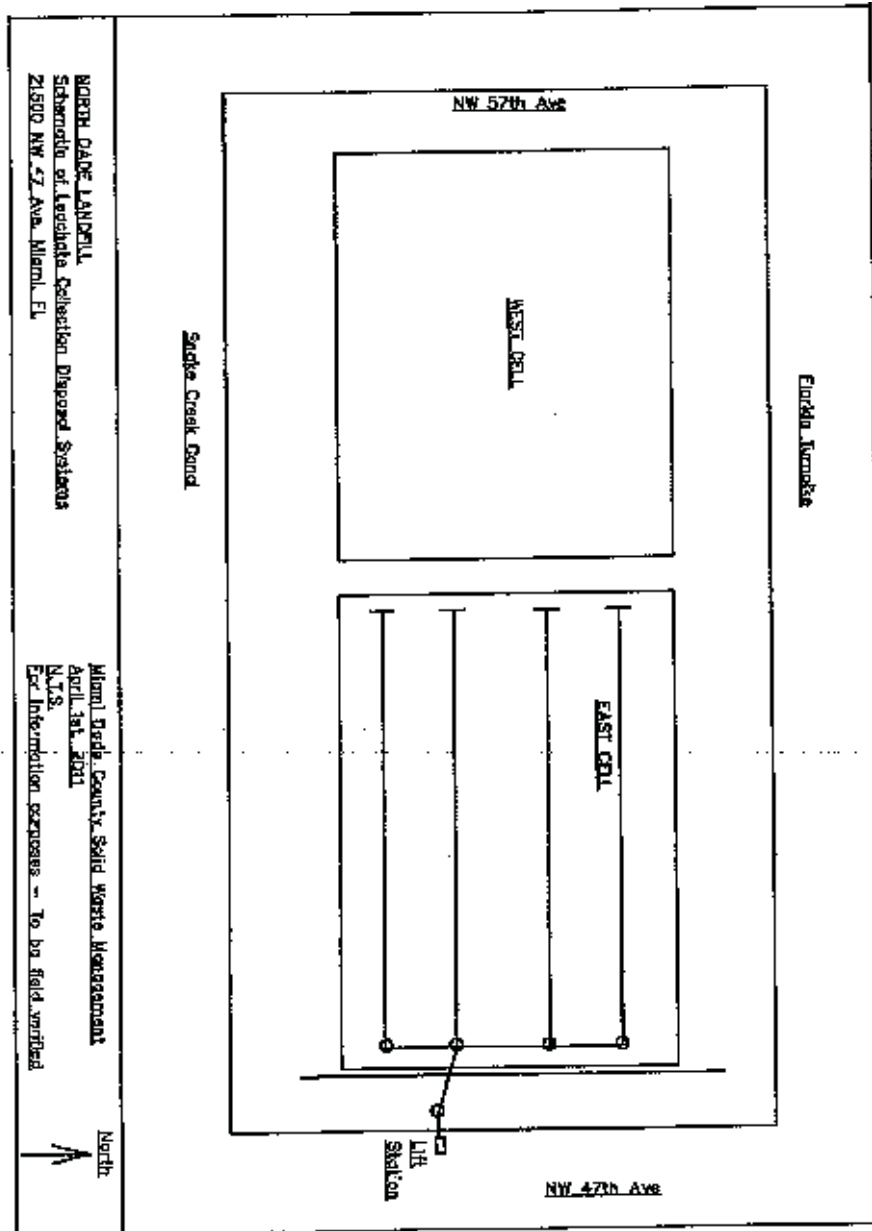 NW 57th Ave
WEST CELL
Florida Turnpike
Snake Creek Canal
EAST CELL
Lift
Station
NW 47th Ave
NORTH DADE LANDFILL
Schematic of Leachate Collection Disposal Systems
21500 NW 47 Ave. Miami, FL
Miami Dade County Solid Waste Management
April 1st, 2011
N.T.S.
For Information purposes - To be field verified
North